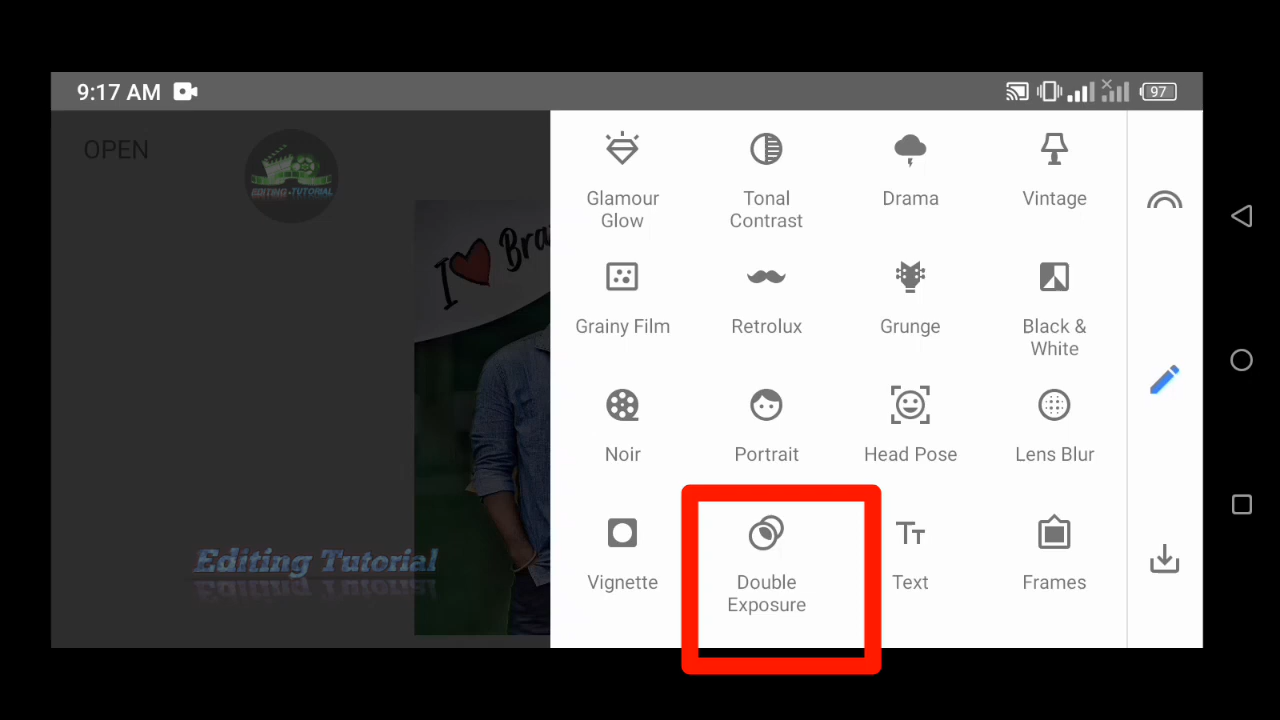 9:17 AM
97
OPEN
EDITING TUTORIAL
I
Bra
Editing Tutorial
Glamour
Glow
Tonal
Contrast
Drama
Vintage
Grainy Film
Retrolux
Grunge
Black &
White
Noir
Portrait
Head Pose
Lens Blur
Vignette
Double
Exposure
Tt
Text
Frames